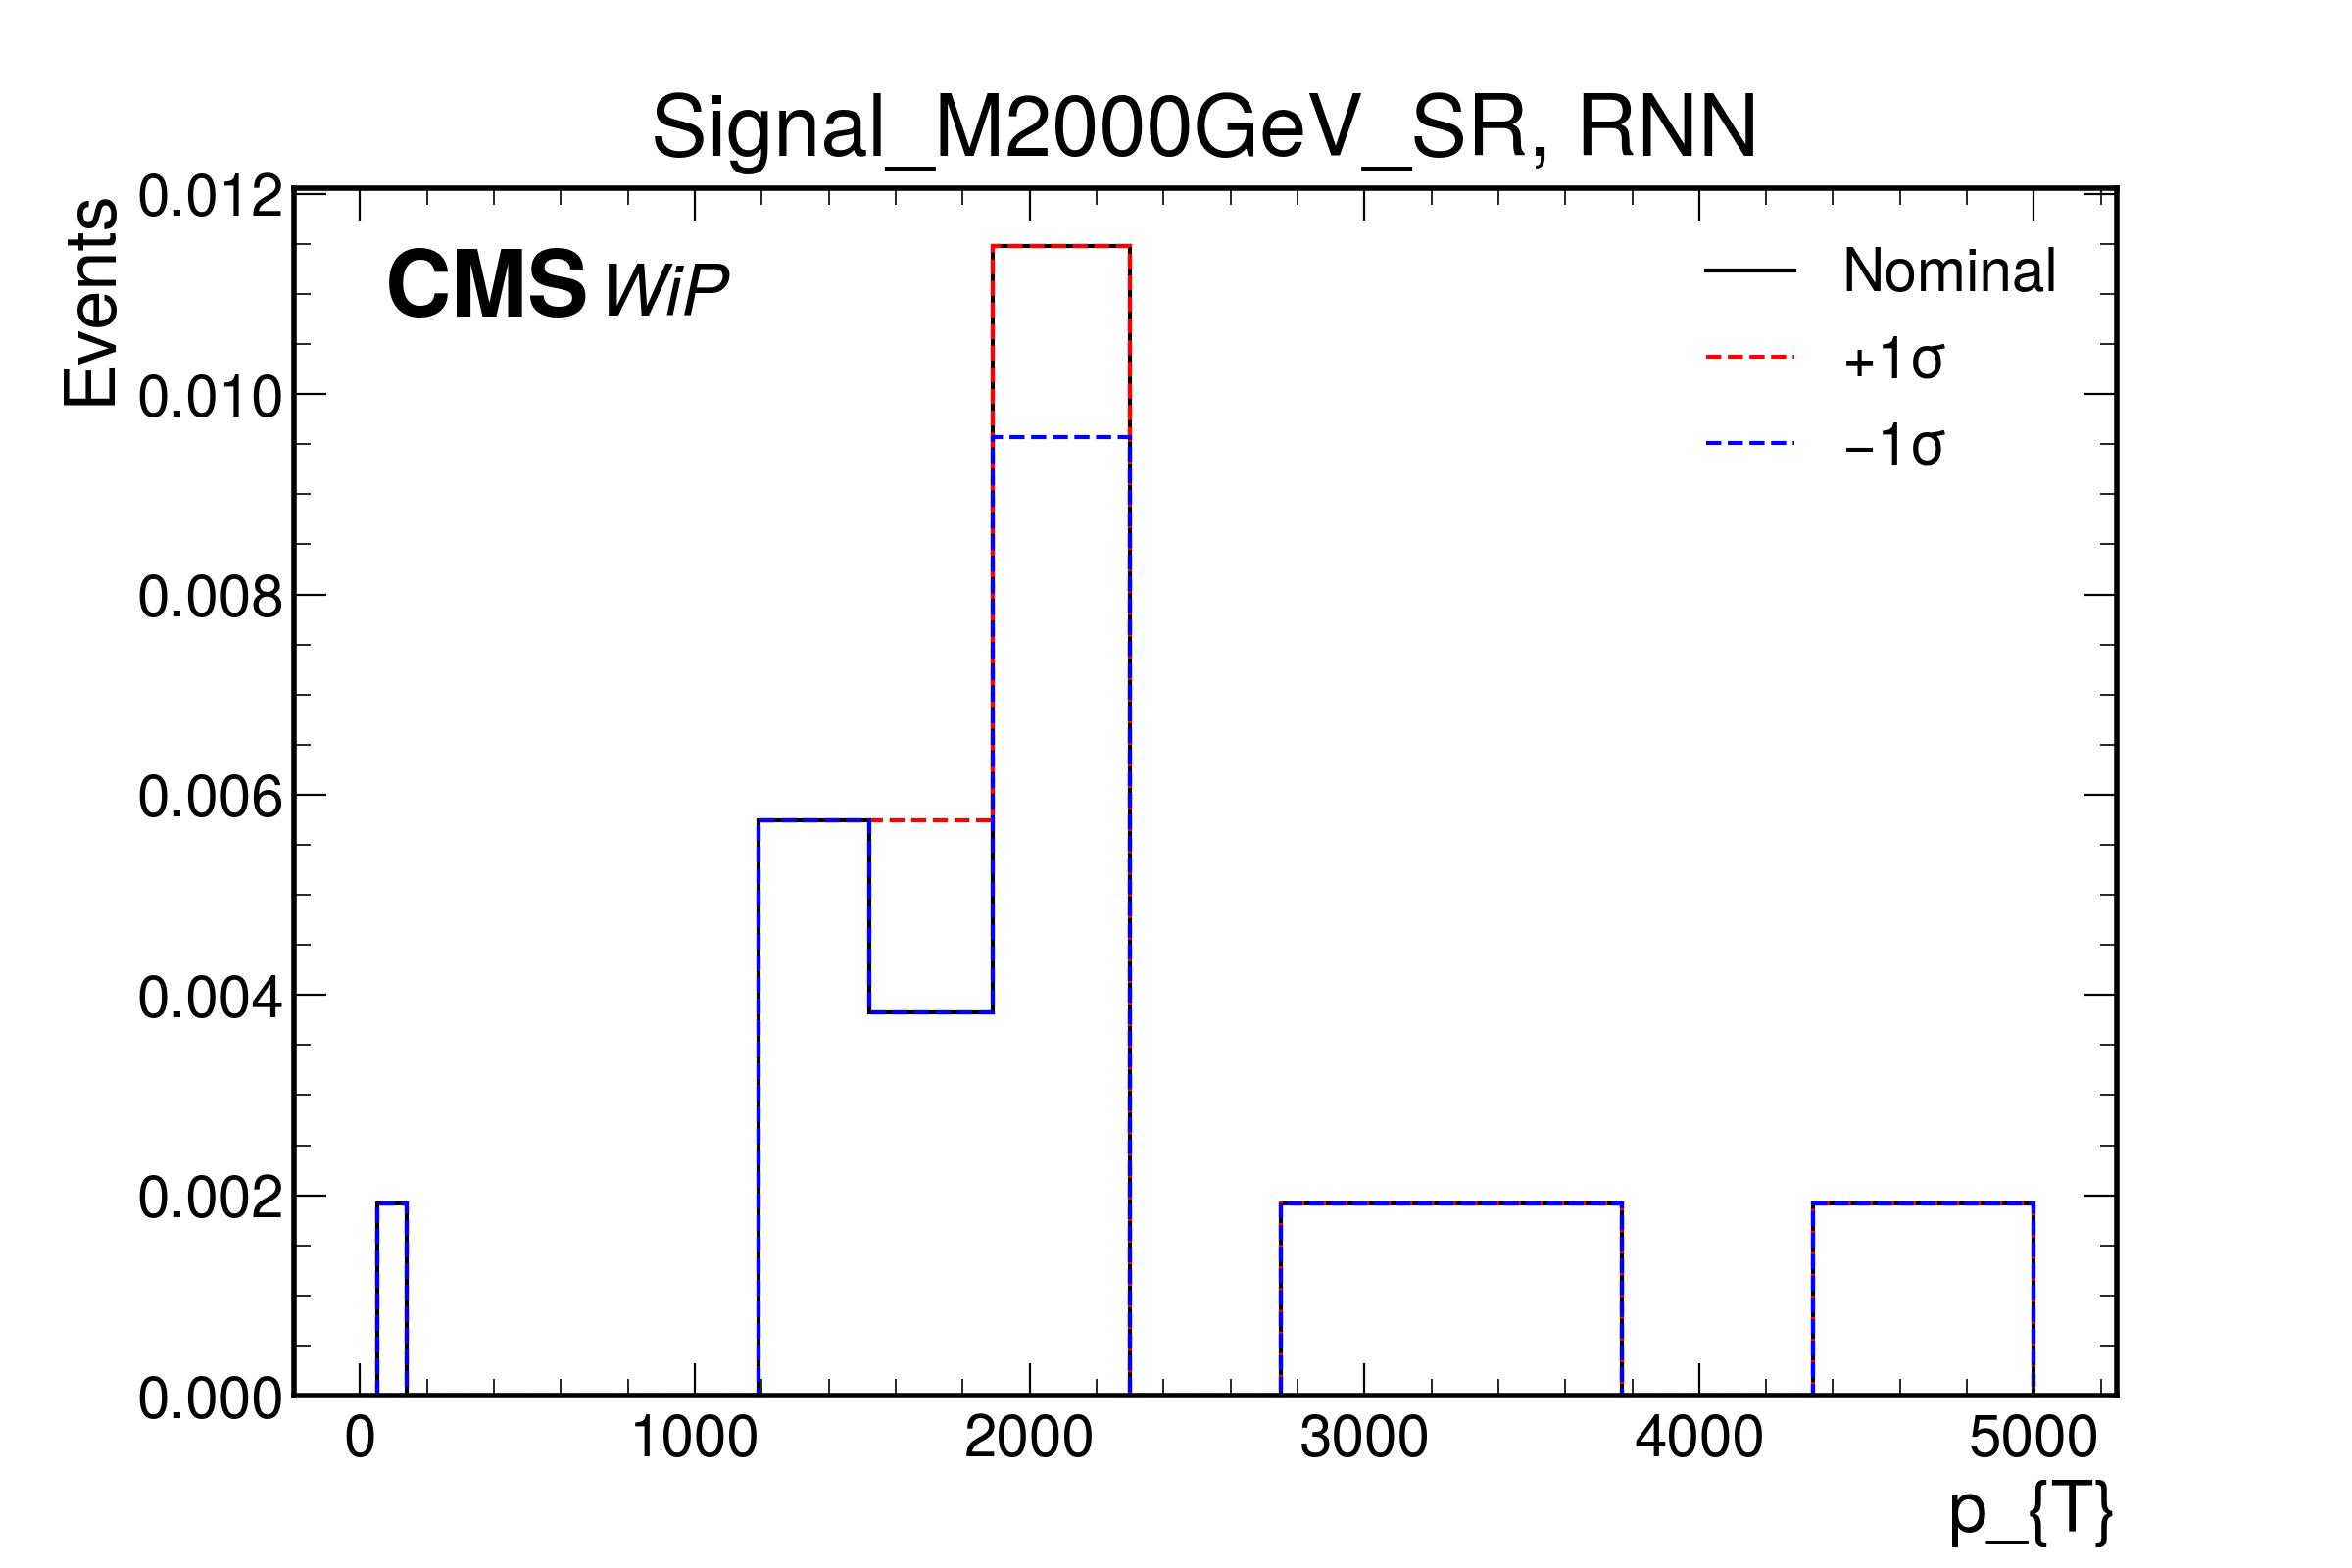 Signal_M2000GeV_SR, RNN
Events
CMS WiP
Nominal
+1σ
−1σ
0.012
0.010
0.008
0.006
0.004
0.002
0.000
0 1000 2000 3000 4000 5000
p_{T}